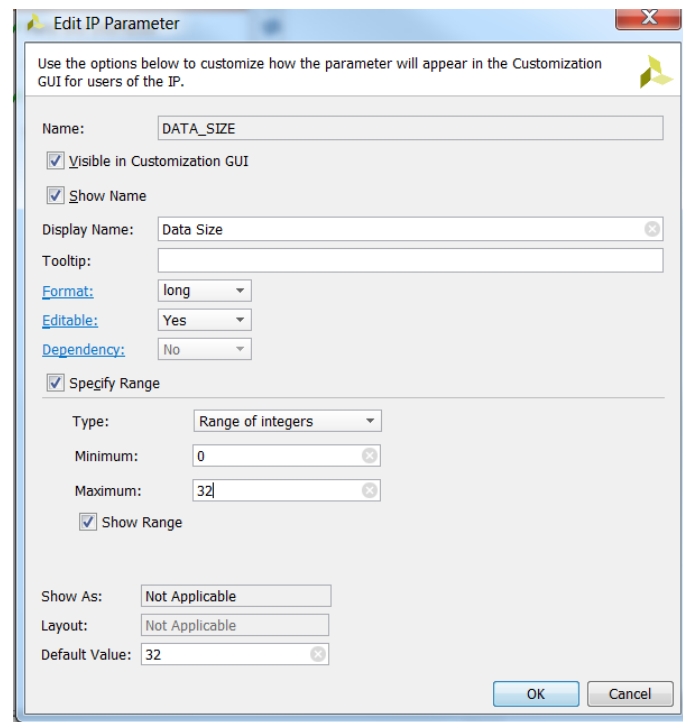 Edit IP Parameter
Use the options below to customize how the parameter will appear in the Customization
GUI for users of the IP.
Name: DATA_SIZE
Visible in Customization GUI
Show Name
Display Name: Data Size
Tooltip:
Format: long
Editable: Yes
Dependency: No
Specify Range
Type: Range of integers
Minimum: 0
Maximum: 32
Show Range
Show As: Not Applicable
Layout: Not Applicable
Default Value: 32
OK Cancel